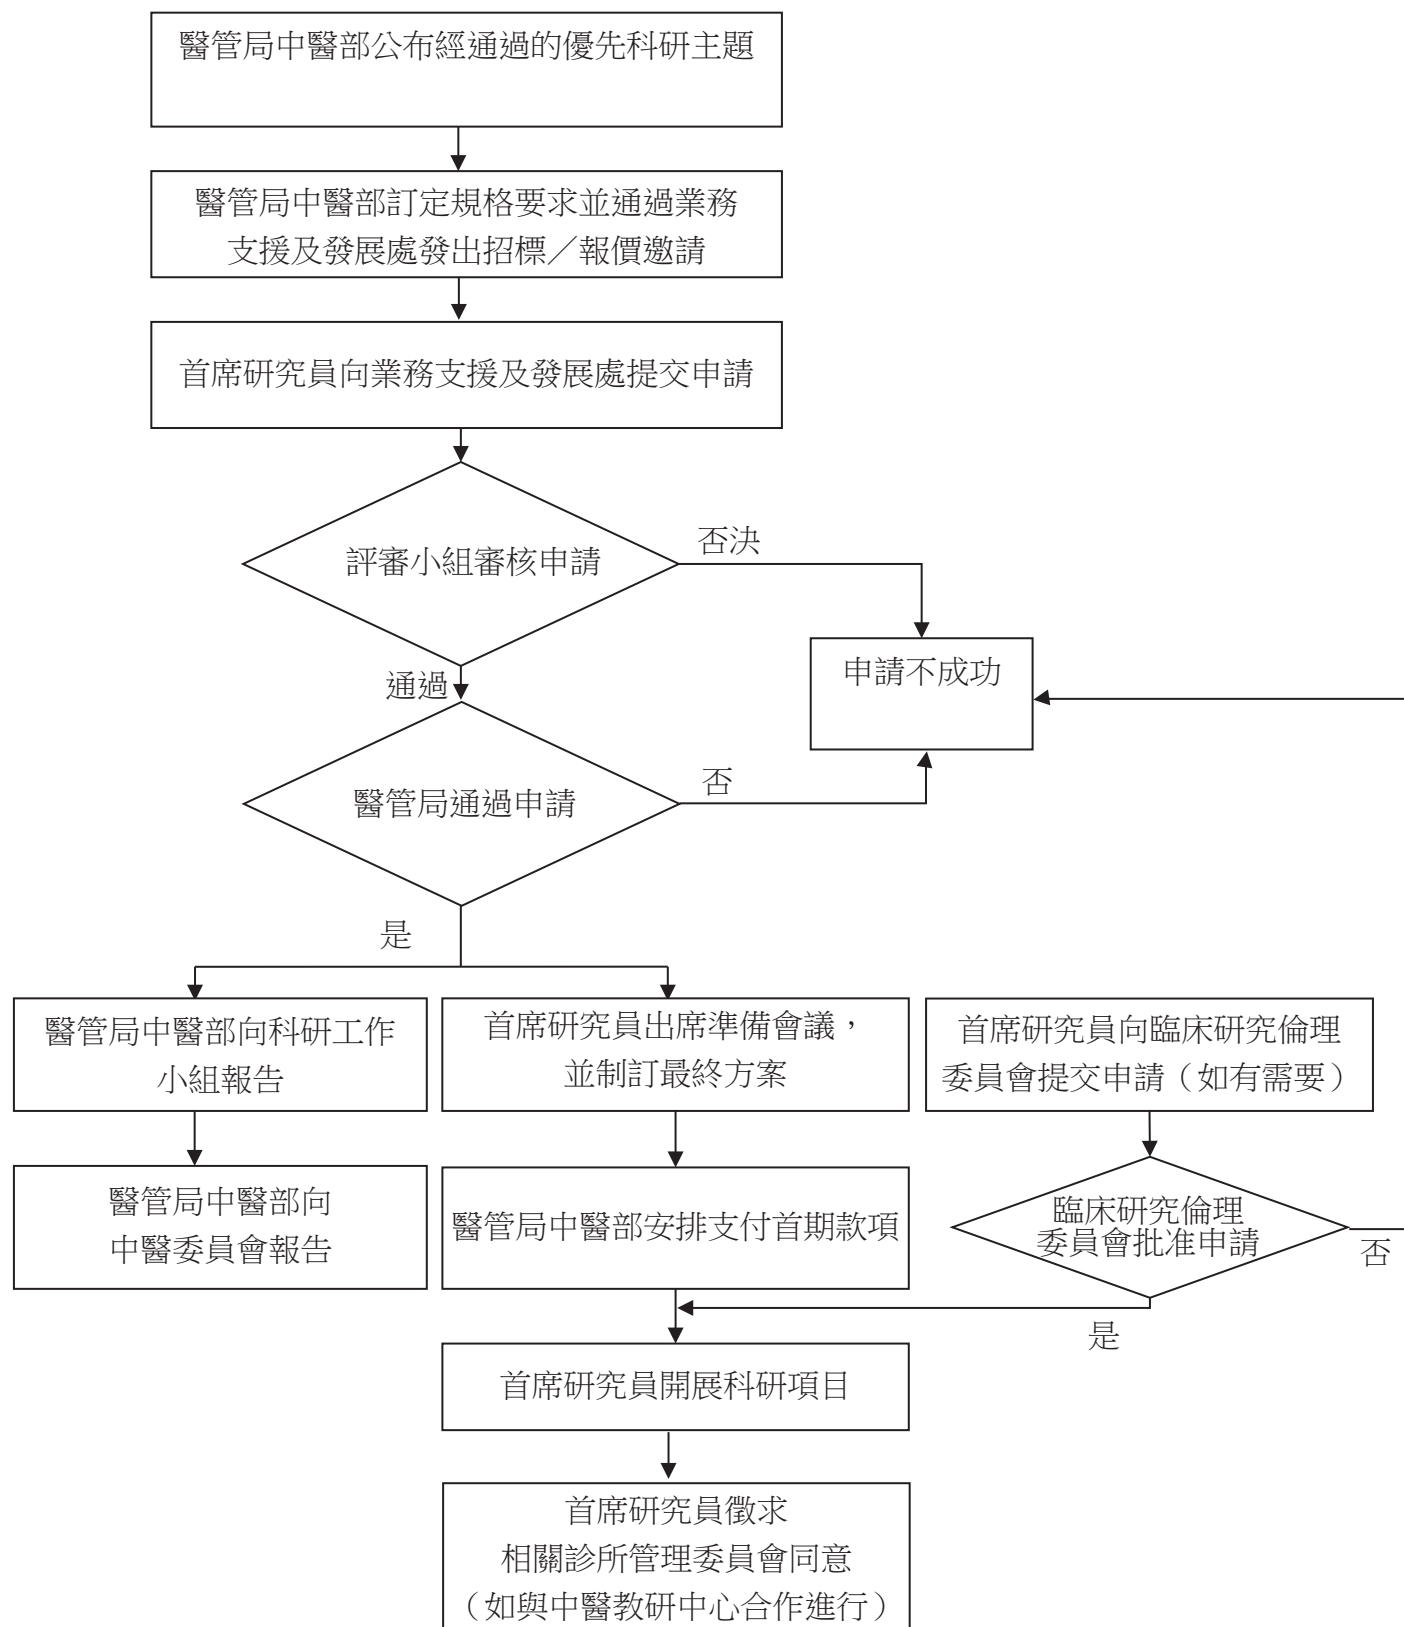 醫管局中醫部公布經通過的優先科研主題
醫管局中醫部訂定規格要求並通過業務
支援及發展處發出招標／報價邀請
首席研究員向業務支援及發展處提交申請
評審小組審核申請
否決
通過
申請不成功
醫管局通過申請
否
是
醫管局中醫部向科研工作
小組報告
首席研究員出席準備會議，
並制訂最終方案
首席研究員向臨床研究倫理
委員會提交申請（如有需要）
醫管局中醫部向
中醫委員會報告
醫管局中醫部安排支付首期款項
臨床研究倫理
委員會批准申請
否
是
首席研究員開展科研項目
首席研究員徵求
相關診所管理委員會同意
（如與中醫教研中心合作進行）